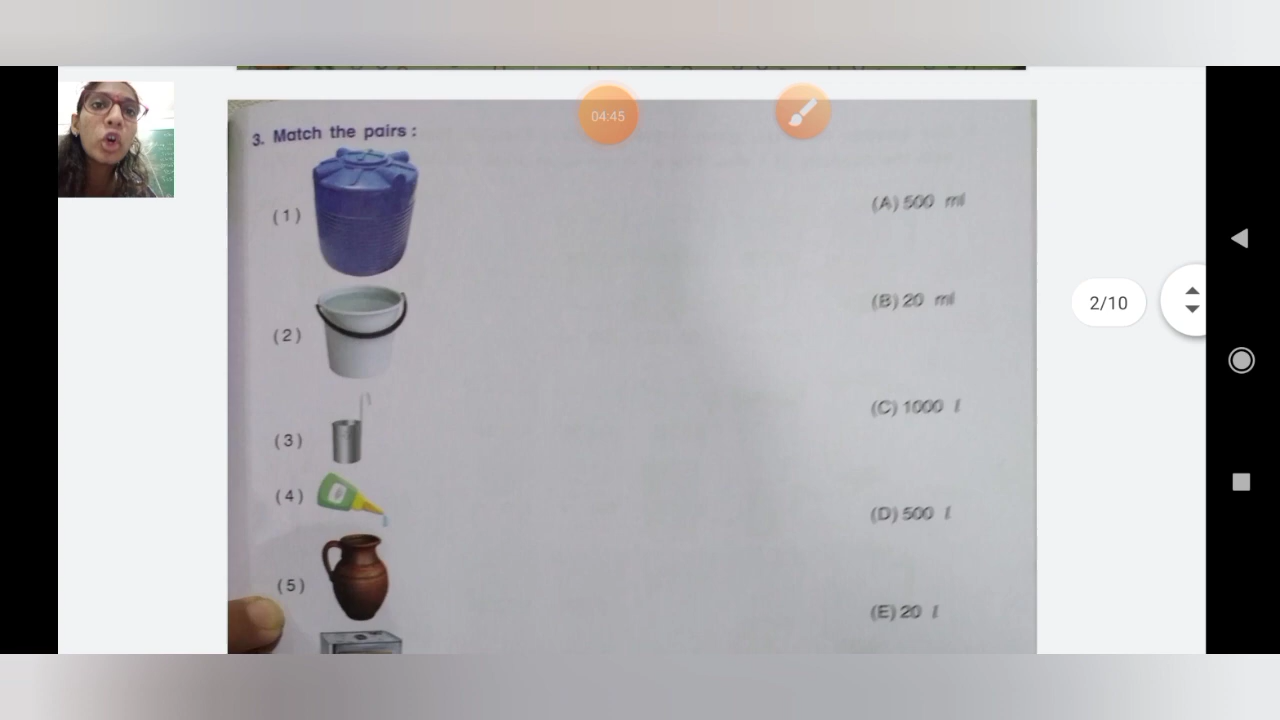 04:45
3. Match the pairs :
(1)
(A) 500 ml
(2)
(B) 20 ml
2/10
(3)
(C) 1000 l
(4)
(D) 500 l
(5)
(E) 20 l